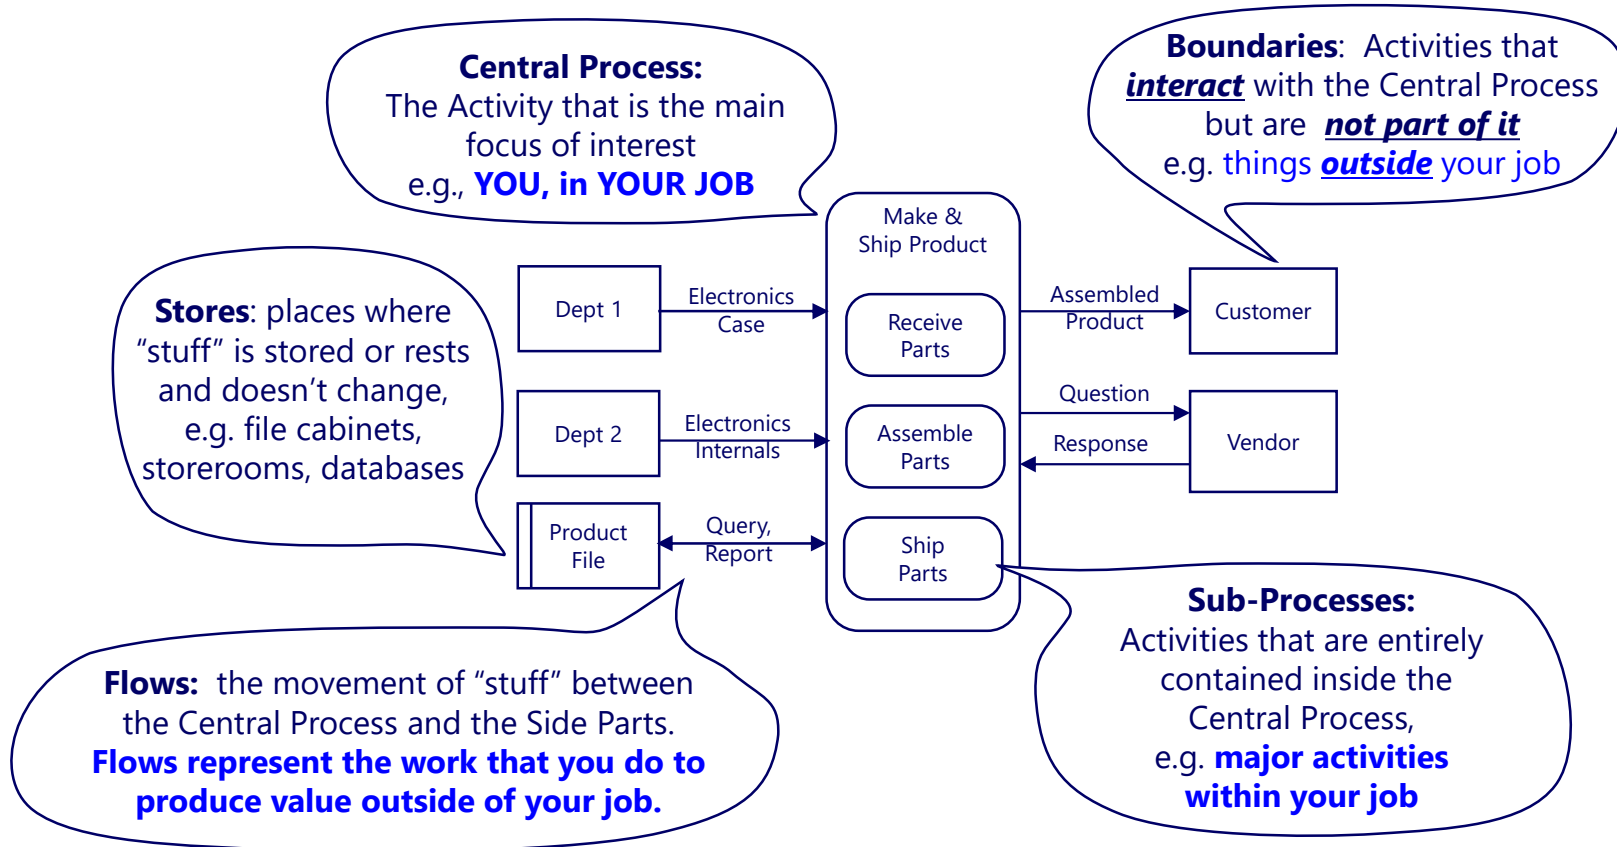 Central Process:
The Activity that is the main
focus of interest
e.g., YOU, in YOUR JOB
Boundaries:  Activities that
interact with the Central Process
but are  not part of it
e.g. things outside your job
Stores: places where
“stuff” is stored or rests
and doesn’t change,
e.g. file cabinets,
storerooms, databases
Make &
Ship Product
Dept 1
Electronics
Case
Receive
Parts
Assembled
Product
Customer
Dept 2
Electronics
Internals
Assemble
Parts
Question
Response
Vendor
Product
File
Query,
Report
Ship
Parts
Flows:  the movement of “stuff” between
the Central Process and the Side Parts.
Flows represent the work that you do to
produce value outside of your job.
Sub-Processes:
Activities that are entirely
contained inside the
Central Process,
e.g. major activities
within your job